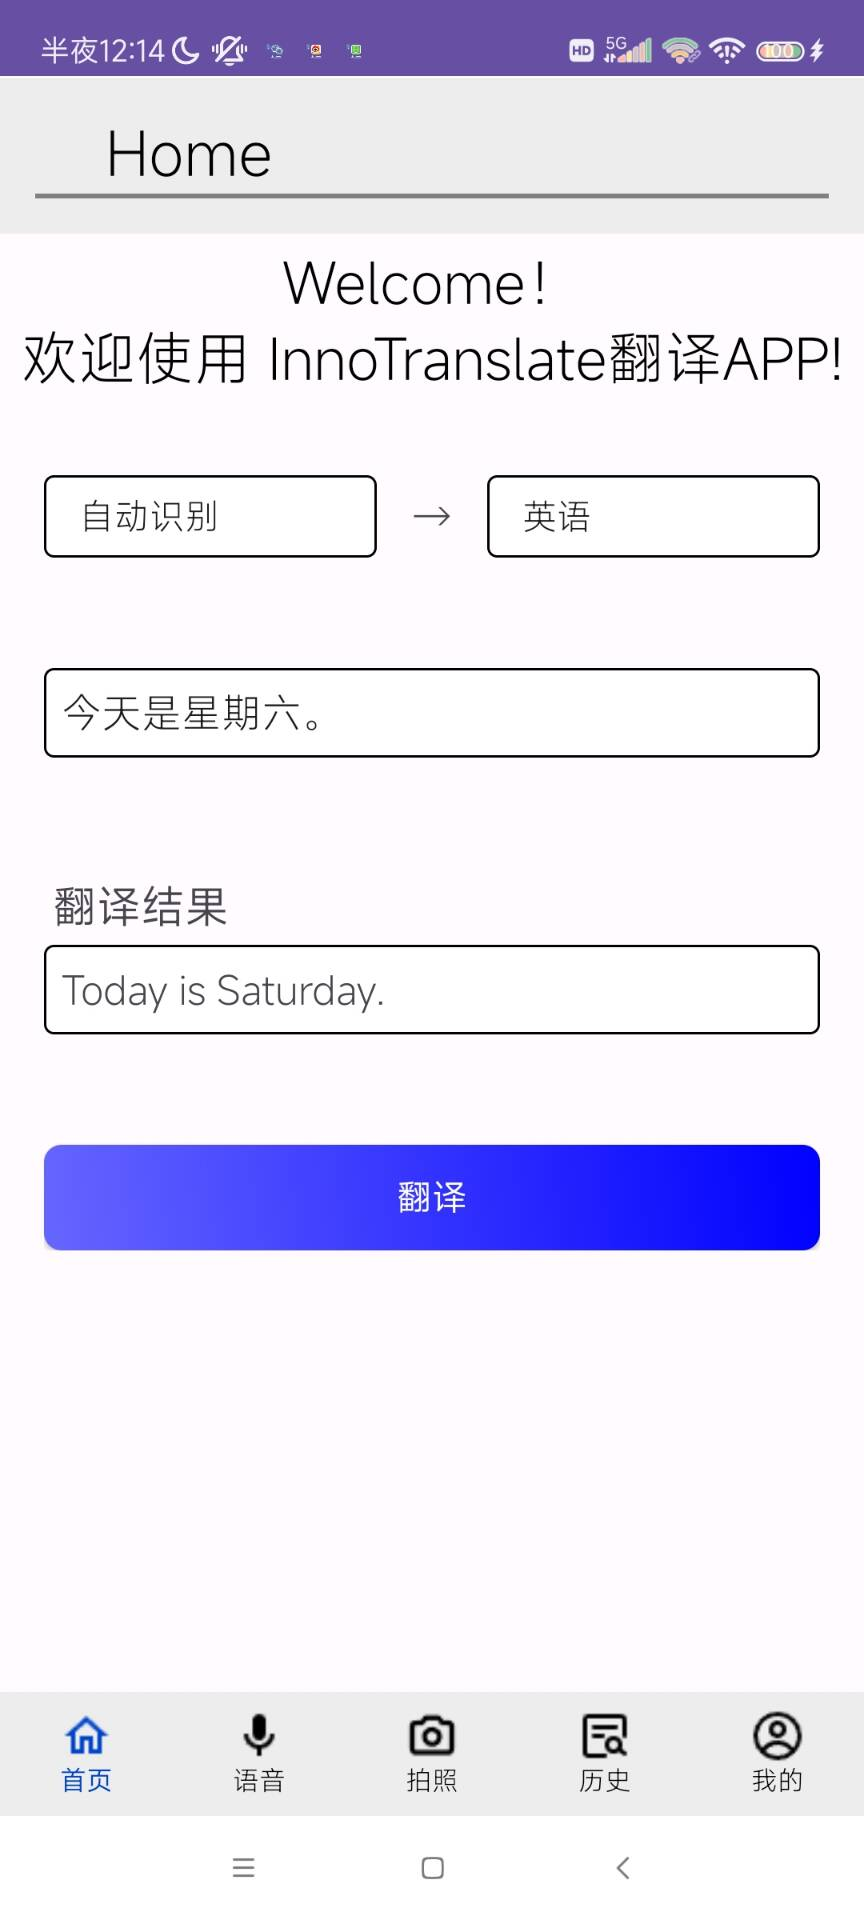 半夜12:14
HD 5G 100
Home
Welcome!
欢迎使用 InnoTranslate翻译APP!
自动识别 → 英语
今天是星期六。
翻译结果
Today is Saturday.
翻译
首页 语音 拍照 历史 我的